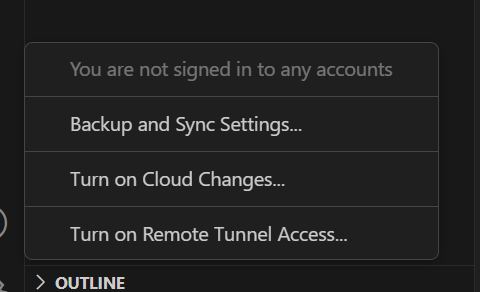 You are not signed in to any accounts
Backup and Sync Settings...
Turn on Cloud Changes...
Turn on Remote Tunnel Access...
OUTLINE